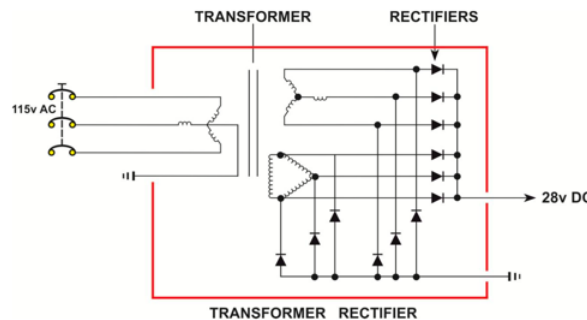 TRANSFORMER
RECTIFIERS
115v AC
28v DC
TRANSFORMER RECTIFIER